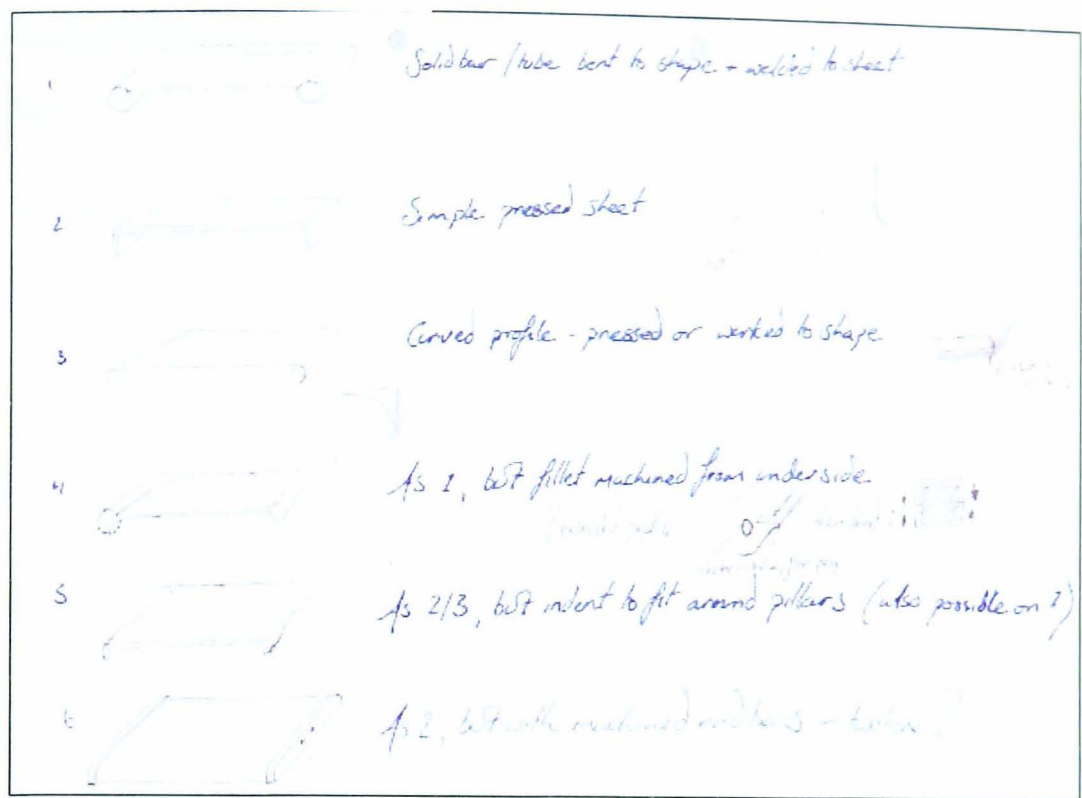 1 Solid bar / tube bent to shape + welded to sheet
2 Simple pressed sheet
3 Curved profile - pressed or worked to shape
4 As 1, but fillet machined from underside
5 As 2/3, but indent to fit around pillars (also possible on 1)
6 As 2, but with machined